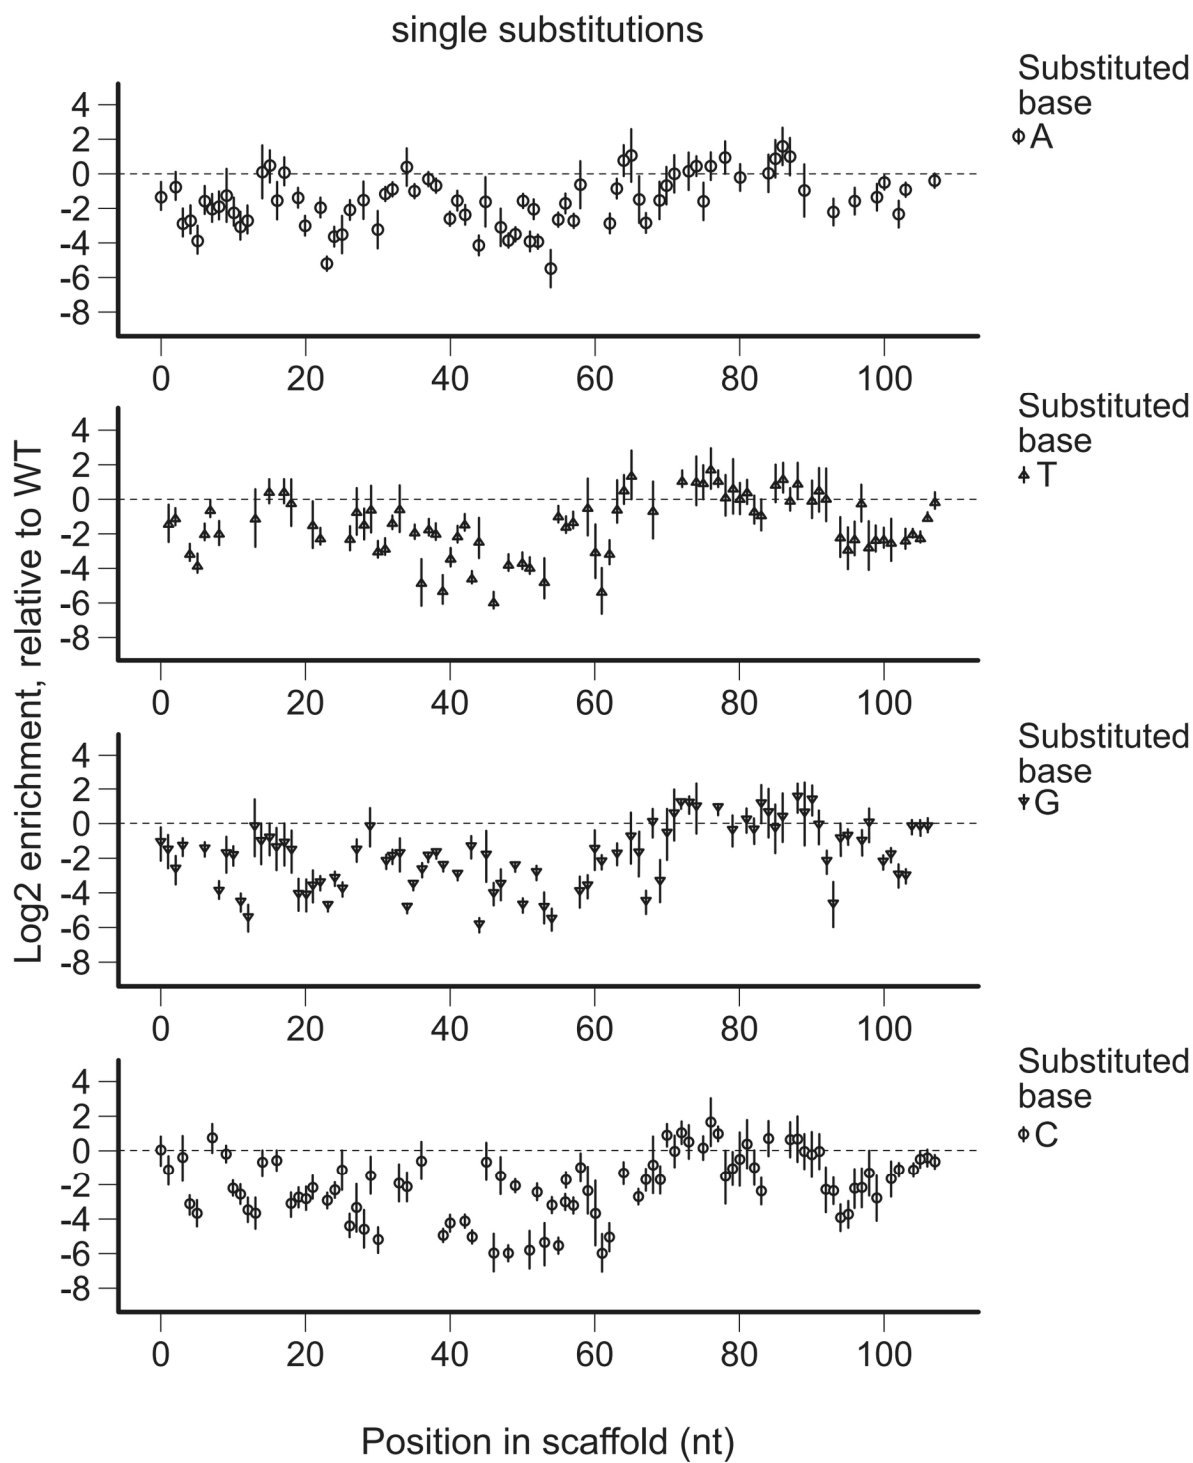 single substitutions
Substituted
base
A
4
2
0
-2
-4
-6
-8
0 20 40 60 80 100
Substituted
base
T
4
2
0
-2
-4
-6
-8
0 20 40 60 80 100
Log2 enrichment, relative to WT
Substituted
base
G
4
2
0
-2
-4
-6
-8
0 20 40 60 80 100
Substituted
base
C
4
2
0
-2
-4
-6
-8
0 20 40 60 80 100
Position in scaffold (nt)